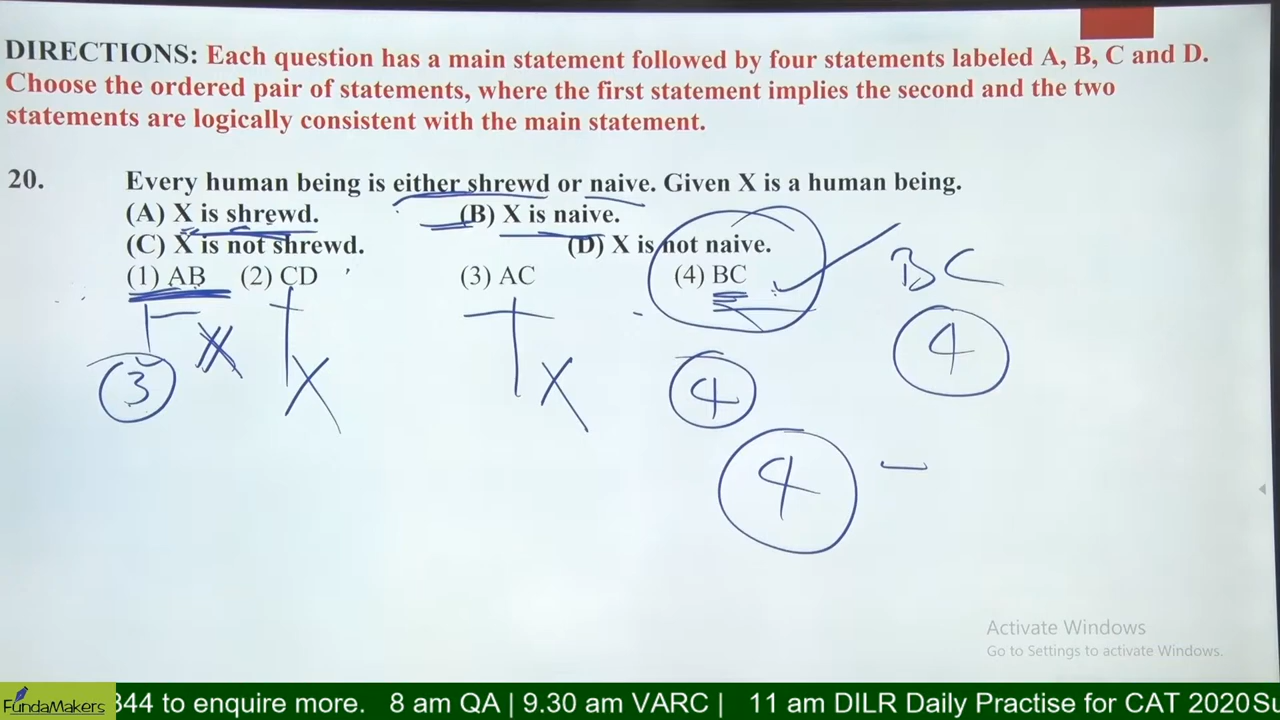 DIRECTIONS: Each question has a main statement followed by four statements labeled A, B, C and D.
Choose the ordered pair of statements, where the first statement implies the second and the two
statements are logically consistent with the main statement.
20. Every human being is either shrewd or naive. Given X is a human being.
(A) X is shrewd. (B) X is naive.
(C) X is not shrewd. (D) X is not naive.
(1) AB (2) CD (3) AC (4) BC
BC
4
X
X
X
3
4
4
Activate Windows
Go to Settings to activate Windows.
FundaMakers
344 to enquire more. 8 am QA | 9.30 am VARC | 11 am DILR Daily Practise for CAT 2020Su